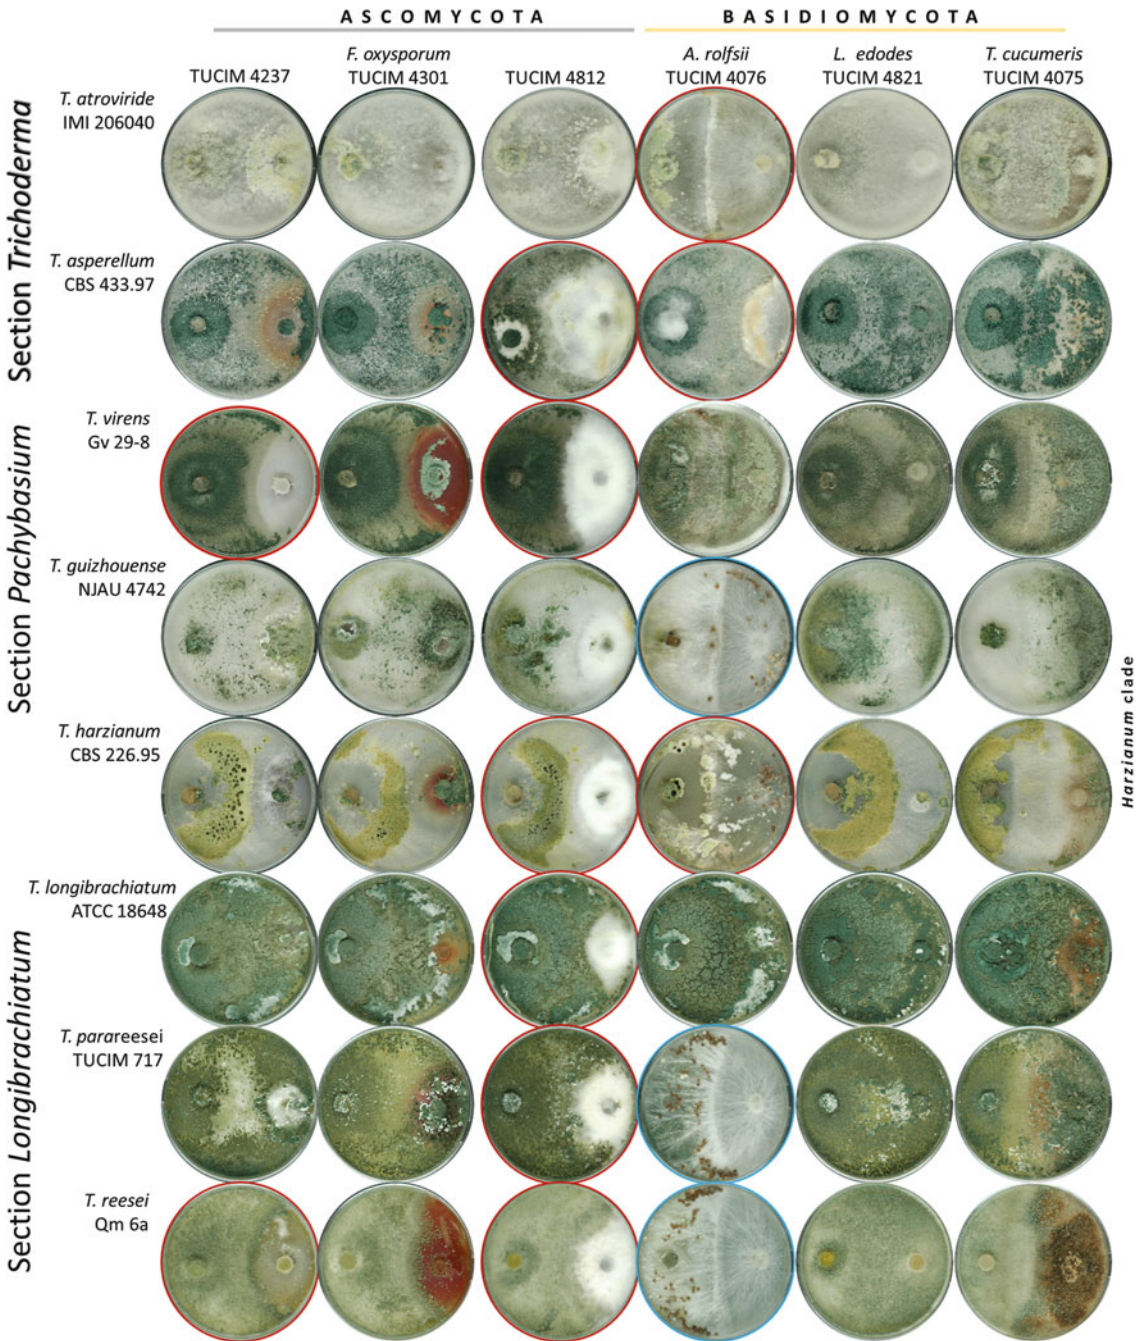 ASCOMYCOTA
BASIDIOMYCOTA
F. oxysporum
A. rolfsii
L. edodes
T. cucumeris
TUCIM 4237
TUCIM 4301
TUCIM 4812
TUCIM 4076
TUCIM 4821
TUCIM 4075
Section Trichoderma
T. atroviride
IMI 206040
T. asperellum
CBS 433.97
Section Pachybasium
T. virens
Gv 29-8
T. guizhouense
NJAU 4742
T. harzianum
CBS 226.95
Harzianum clade
Section Longibrachiatum
T. longibrachiatum
ATCC 18648
T. parareesei
TUCIM 717
T. reesei
Qm 6a